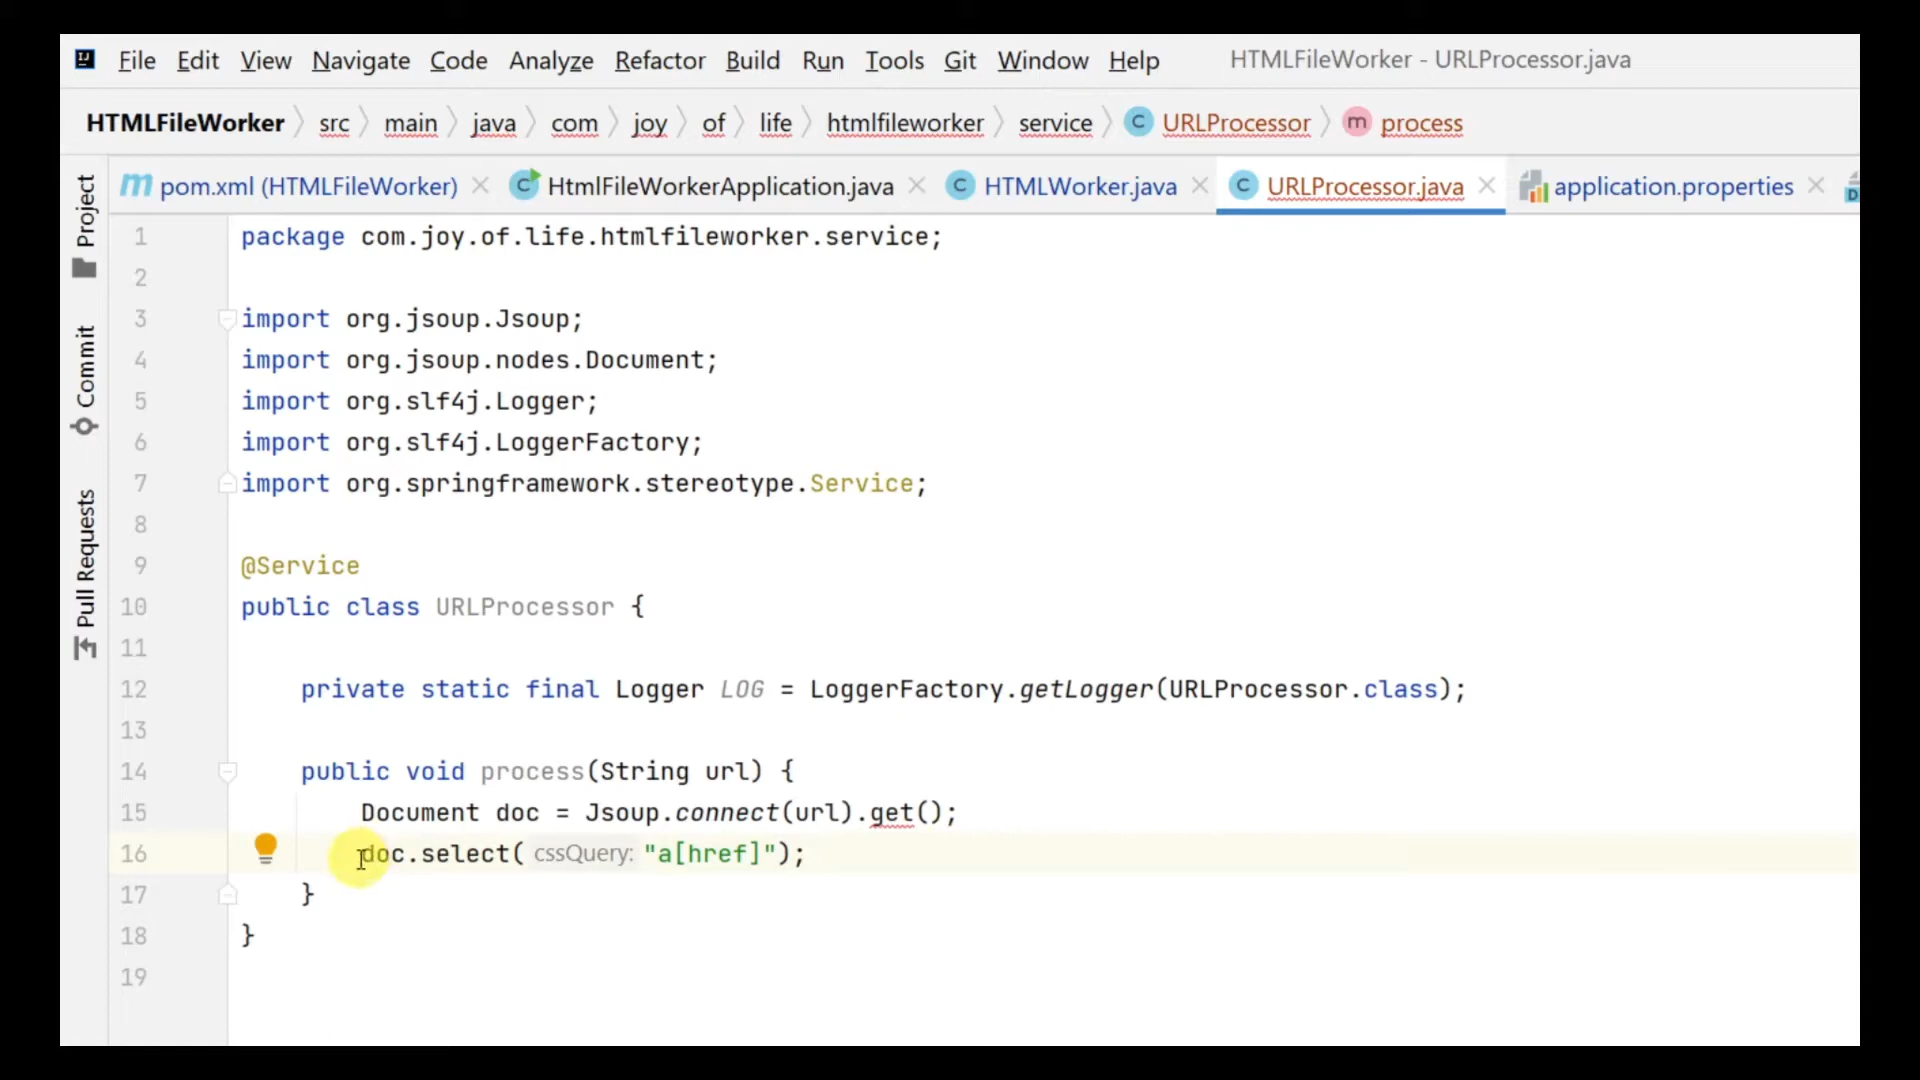 File Edit View Navigate Code Analyze Refactor Build Run Tools Git Window Help HTMLFileWorker - URLProcessor.java
HTMLFileWorker src main java com joy of life htmlfileworker service C URLProcessor m process
pom.xml (HTMLFileWorker) C HtmlFileWorkerApplication.java C HTMLWorker.java C URLProcessor.java application.properties
Project
Commit
Pull Requests
1 package com.joy.of.life.htmlfileworker.service;
2
3 import org.jsoup.Jsoup;
4 import org.jsoup.nodes.Document;
5 import org.slf4j.Logger;
6 import org.slf4j.LoggerFactory;
7 import org.springframework.stereotype.Service;
8
9 @Service
10 public class URLProcessor {
11
12 private static final Logger LOG = LoggerFactory.getLogger(URLProcessor.class);
13
14 public void process(String url) {
15 Document doc = Jsoup.connect(url).get();
16 doc.select( cssQuery: "a[href]");
17 }
18 }
19